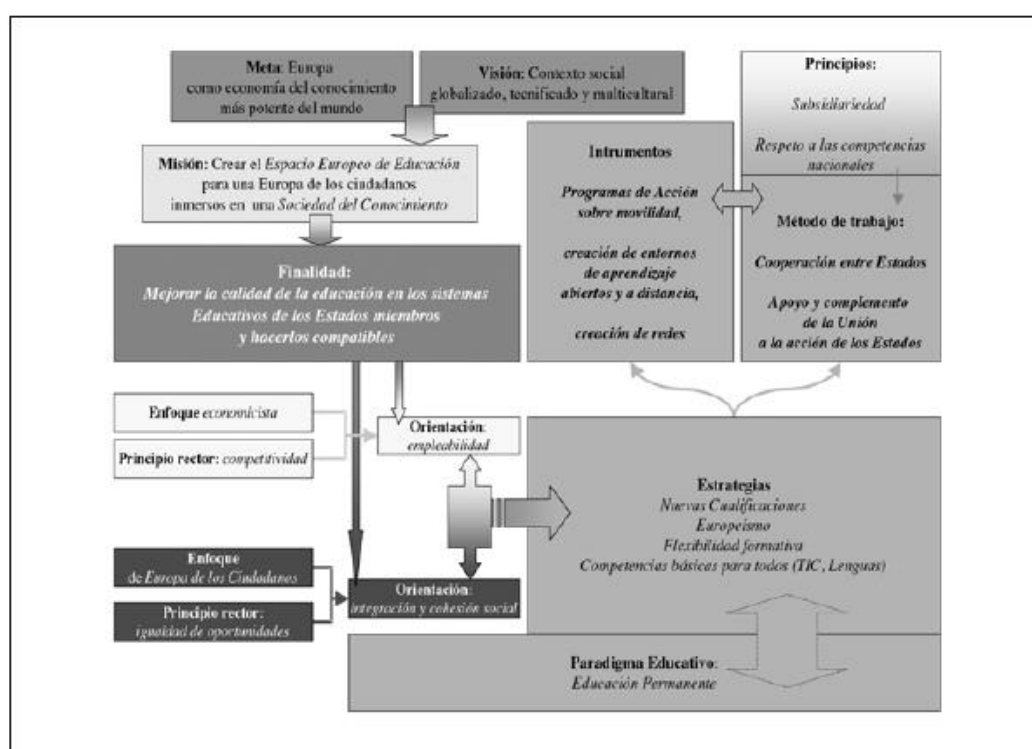 Meta: Europa
como economía del conocimiento
más potente del mundo
Visión: Contexto social
globalizado, tecnificado y multicultural
Misión: Crear el Espacio Europeo de Educación
para una Europa de los ciudadanos
inmersos en una Sociedad del Conocimiento
Finalidad:
Mejorar la calidad de la educación en los sistemas
Educativos de los Estados miembros
y hacerlos compatibles
Intrumentos
Programas de Acción
sobre movilidad,
creación de entornos
de aprendizaje
abiertos y a distancia,
creación de redes
Principios:
Subsidiariedad
Respeto a las competencias
nacionales
Método de trabajo:
Cooperación entre Estados
Apoyo y complemento
de la Unión
a la acción de los Estados
Enfoque economicista
Principio rector: competitividad
Orientación:
empleabilidad
Enfoque
de Europa de los Ciudadanos
Principio rector:
igualdad de oportunidades
Orientación:
integración y cohesión social
Estrategias
Nuevas Cualificaciones
Europeísmo
Flexibilidad formativa
Competencias básicas para todos (TIC, Lenguas)
Paradigma Educativo:
Educación Permanente